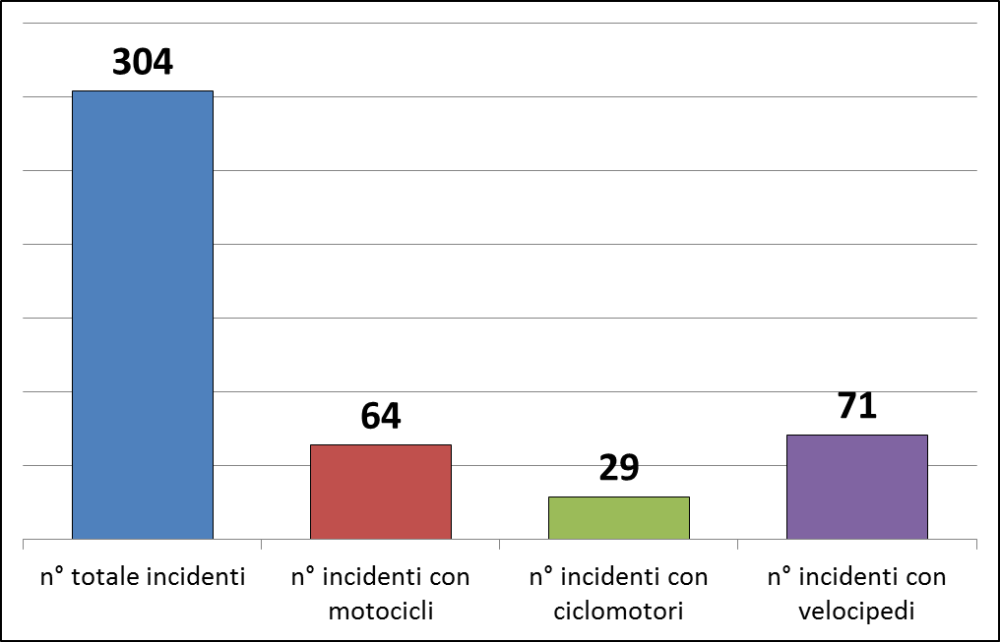 304
64
29
71
n° totale incidenti
n° incidenti con
motocicli
n° incidenti con
ciclomotori
n° incidenti con
velocipedi